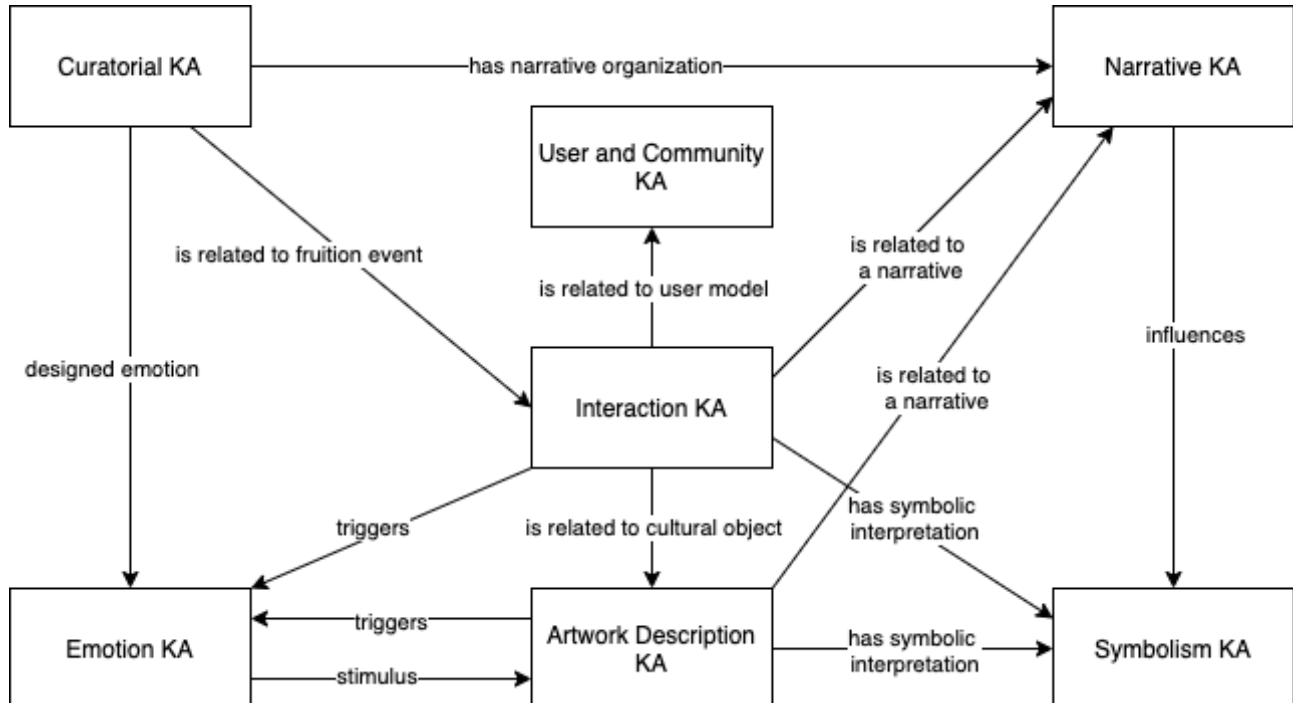 Curatorial KA
has narrative organization
Narrative KA
User and Community
KA
is related to fruition event
is related to
a narrative
is related to user model
influences
designed emotion
is related to
a narrative
Interaction KA
has symbolic
interpretation
triggers
is related to cultural object
Emotion KA
triggers
stimulus
Artwork Description
KA
has symbolic
interpretation
Symbolism KA